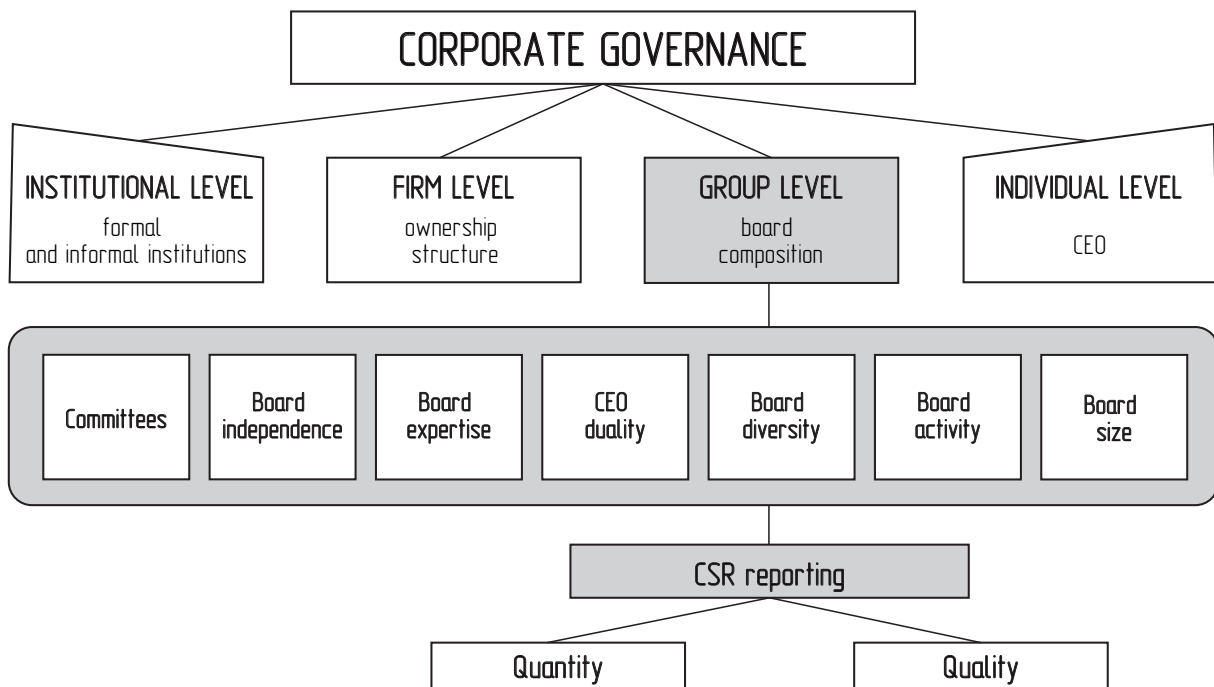 CORPORATE GOVERNANCE
INSTITUTIONAL LEVEL
formal
and informal institutions
FIRM LEVEL
ownership
structure
GROUP LEVEL
board
composition
INDIVIDUAL LEVEL
CEO
Committees
Board
independence
Board
expertise
CEO
duality
Board
diversity
Board
activity
Board
size
CSR reporting
Quantity
Quality